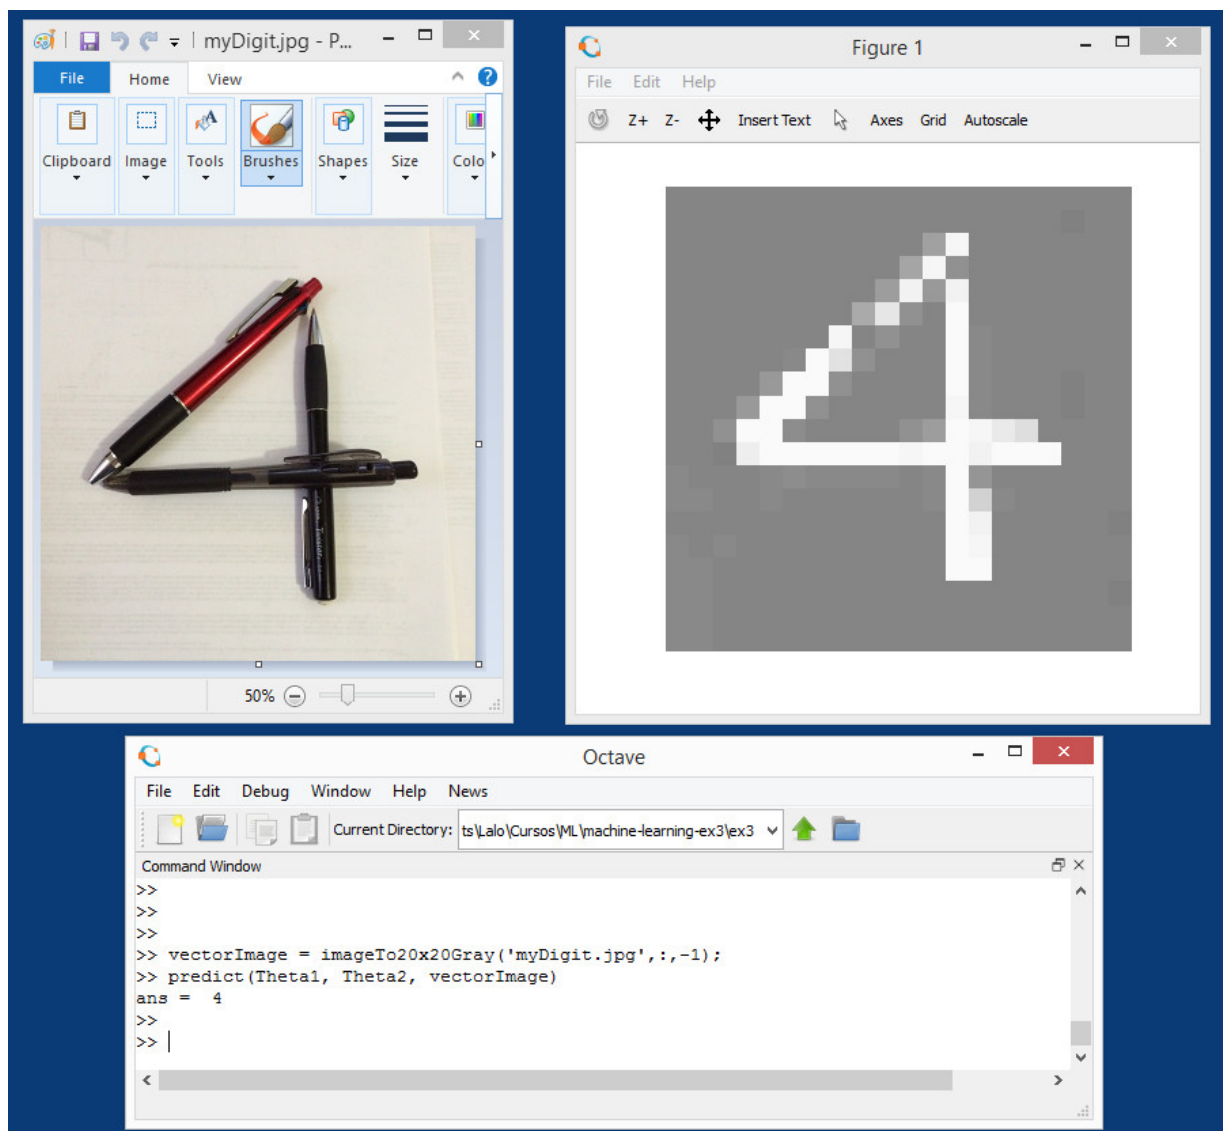 myDigit.jpg - P...
File Home View
Clipboard Image Tools Brushes Shapes Size Colo
50%
Figure 1
File Edit Help
Z+ Z- Insert Text Axes Grid Autoscale
Octave
File Edit Debug Window Help News
Current Directory: ts\Lalo\Cursos\ML\machine-learning-ex3\ex3
Command Window
>>
>>
>>
>> vectorImage = imageTo20x20Gray('myDigit.jpg',:,-1);
>> predict(Theta1, Theta2, vectorImage)
ans =  4
>>
>>